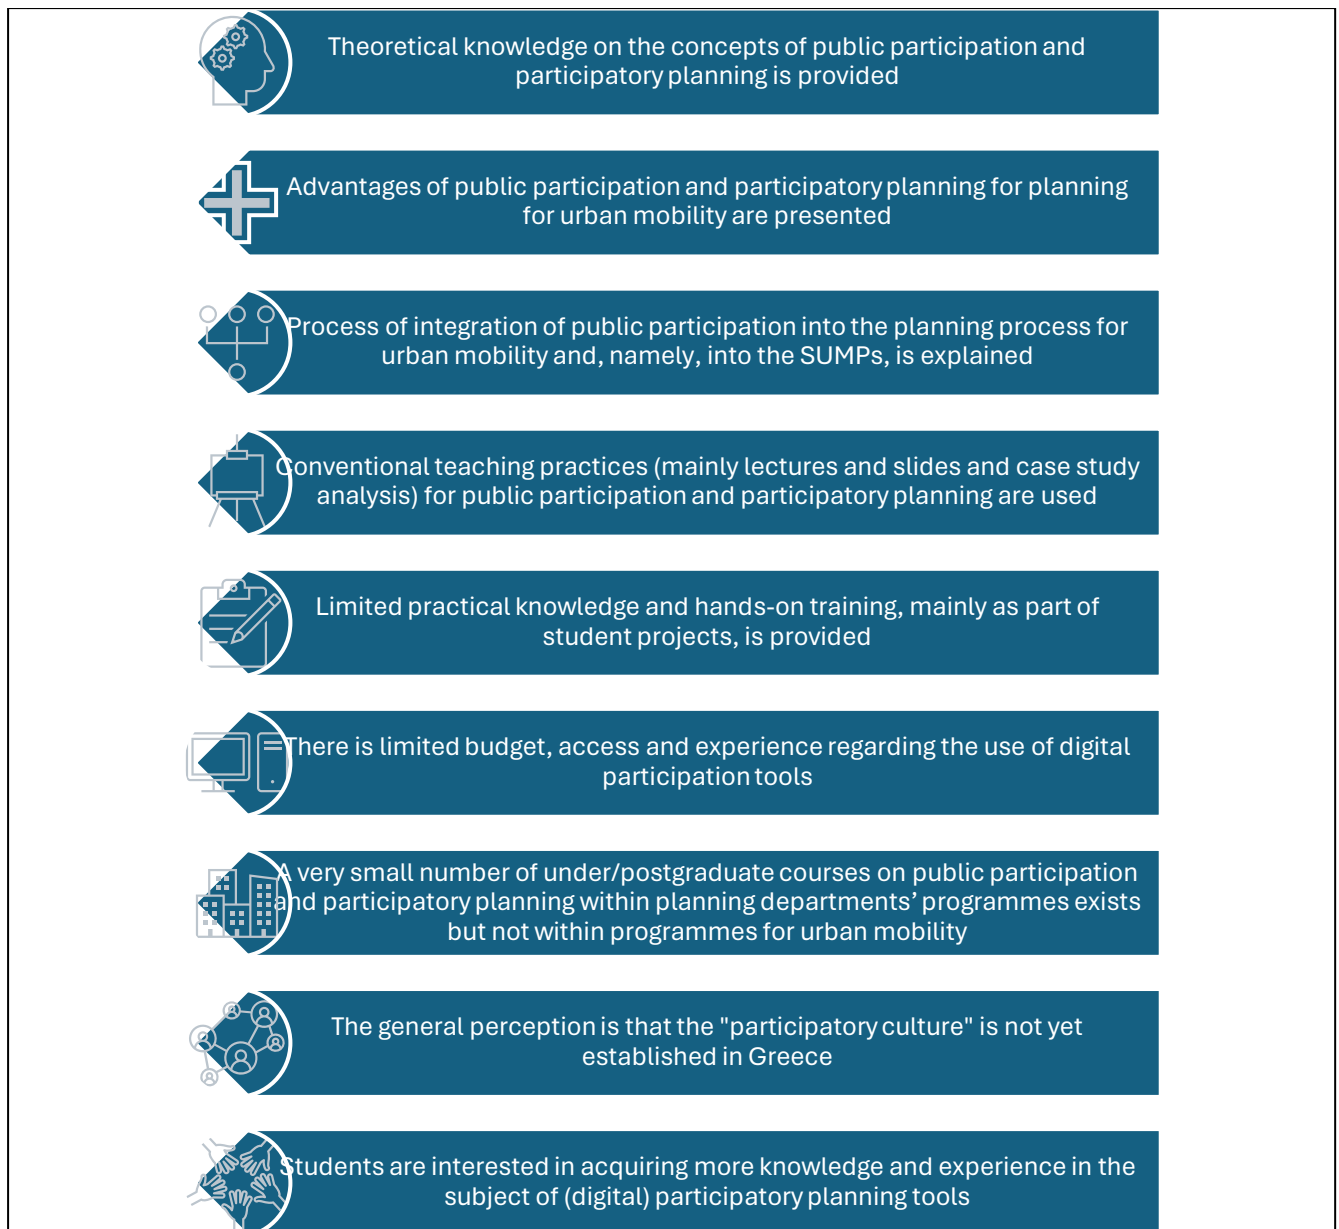 Theoretical knowledge on the concepts of public participation and
participatory planning is provided
Advantages of public participation and participatory planning for planning
for urban mobility are presented
Process of integration of public participation into the planning process for
urban mobility and, namely, into the SUMPs, is explained
Conventional teaching practices (mainly lectures and slides and case study
analysis) for public participation and participatory planning are used
Limited practical knowledge and hands-on training, mainly as part of
student projects, is provided
There is limited budget, access and experience regarding the use of digital
participation tools
A very small number of under/postgraduate courses on public participation
and participatory planning within planning departments’ programmes exists
but not within programmes for urban mobility
The general perception is that the "participatory culture" is not yet
established in Greece
Students are interested in acquiring more knowledge and experience in the
subject of (digital) participatory planning tools